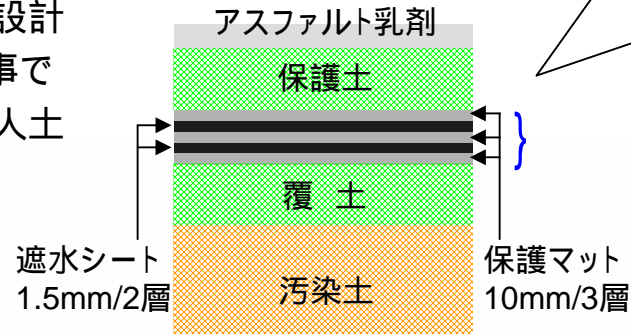 設計
事で
人土
アスファルト乳剤
保護土
覆 土
汚染土
遮水シート
1.5mm/2層
保護マット
10mm/3層